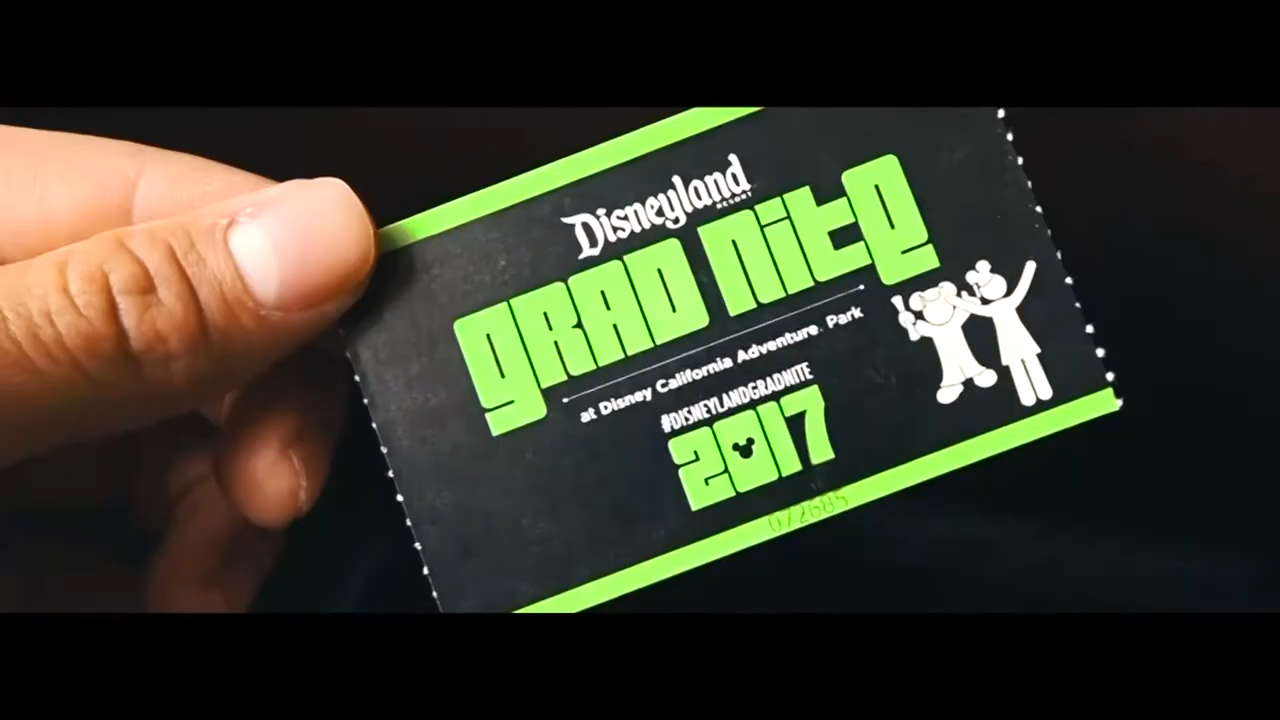 Disneyland
RESORT
GRAD NITE
at Disney California Adventure Park
#DISNEYLANDGRADNITE
2017
072685